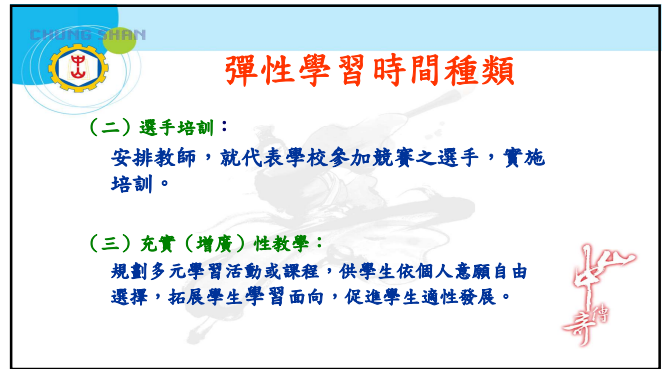 CHUNG SHAN
彈性學習時間種類
（二）選手培訓：
安排教師，就代表學校參加競賽之選手，實施
培訓。
（三）充實（增廣）性教學：
規劃多元學習活動或課程，供學生依個人意願自由
選擇，拓展學生學習面向，促進學生適性發展。
中山
傳奇